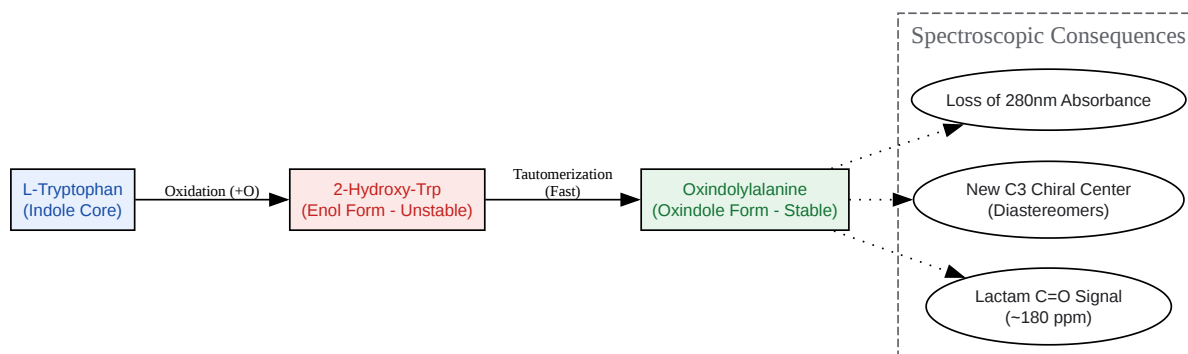 Spectroscopic Consequences
Loss of 280nm Absorbance
L-Tryptophan
(Indole Core)
Oxidation (+O)
2-Hydroxy-Trp
(Enol Form - Unstable)
Tautomerization
(Fast)
Oxindolylalanine
(Oxindole Form - Stable)
New C3 Chiral Center
(Diastereomers)
Lactam C=O Signal
(~180 ppm)